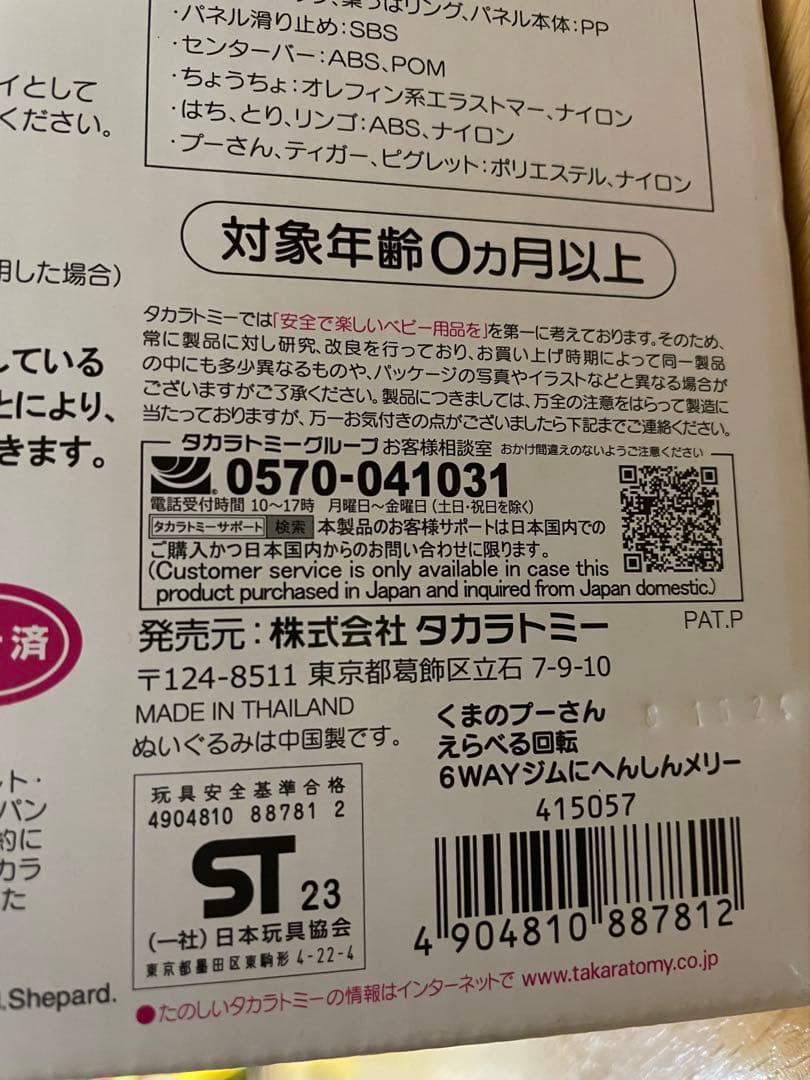 葉っぱリング、パネル本体:PP
・パネル滑り止め:SBS
・センターバー:ABS、POM
・ちょうちょ:オレフィン系エラストマー、ナイロン
・はち、とり、リンゴ:ABS、ナイロン
・プーさん、ティガー、ピグレット:ポリエステル、ナイロン
イとして
ください。
対象年齢0カ月以上
用した場合)
タカラトミーでは「安全で楽しいベビー用品を」を第一に考えております。そのため、
常に製品に対し研究、改良を行っており、お買い上げ時期によって同一製品
の中にも多少異なるものや、パッケージの写真やイラストなどと異なる場合が
ございますがご了承ください。製品につきましては、万全の注意をはらって製造に
当たっておりますが、万一お気付きの点がございましたら下記までご連絡ください。
している
とにより、
きます。
タカラトミーグループ お客様相談室 おかけ間違えのないようご注意ください
0570-041031
電話受付時間 10〜17時 月曜日〜金曜日(土日・祝日を除く)
タカラトミーサポート 検索 本製品のお客様サポートは日本国内での
ご購入かつ日本国内からのお問い合わせに限ります。
(Customer service is only available in case this
product purchased in Japan and inquired from Japan domestic.)
済
発売元:株式会社 タカラトミー PAT.P
〒124-8511 東京都葛飾区立石 7-9-10
MADE IN THAILAND
ぬいぐるみは中国製です。
くまのプーさん
えらべる回転
6WAYジムにへんしんメリー
415057
4 904810 887812
玩具安全基準合格
4904810 88781 2
ST 23
(一社)日本玩具協会
東京都墨田区東駒形 4-22-4
ット・
パン
約に
カラ
た
.Shepard.
●たのしいタカラトミーの情報はインターネットで www.takaratomy.co.jp